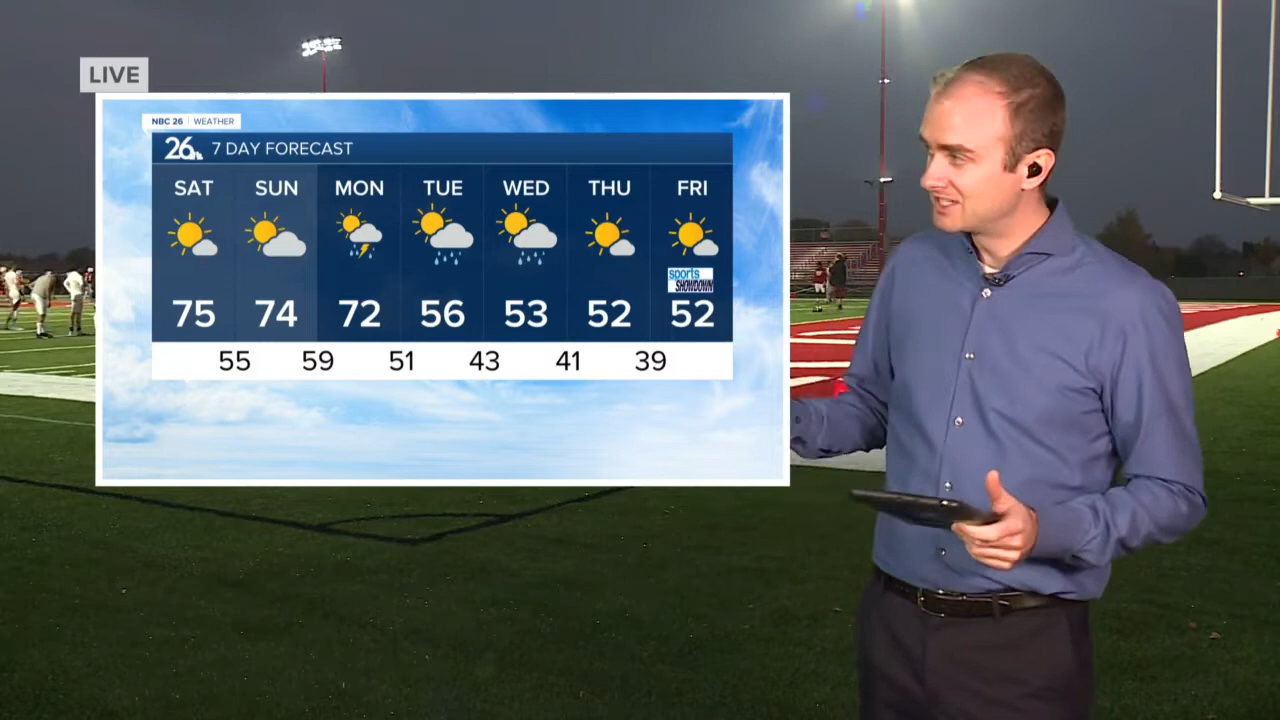 LIVE
NBC 26 WEATHER
26 7 DAY FORECAST
SAT SUN MON TUE WED THU FRI
sports
SHOWDOWN
75 74 72 56 53 52 52
55 59 51 43 41 39